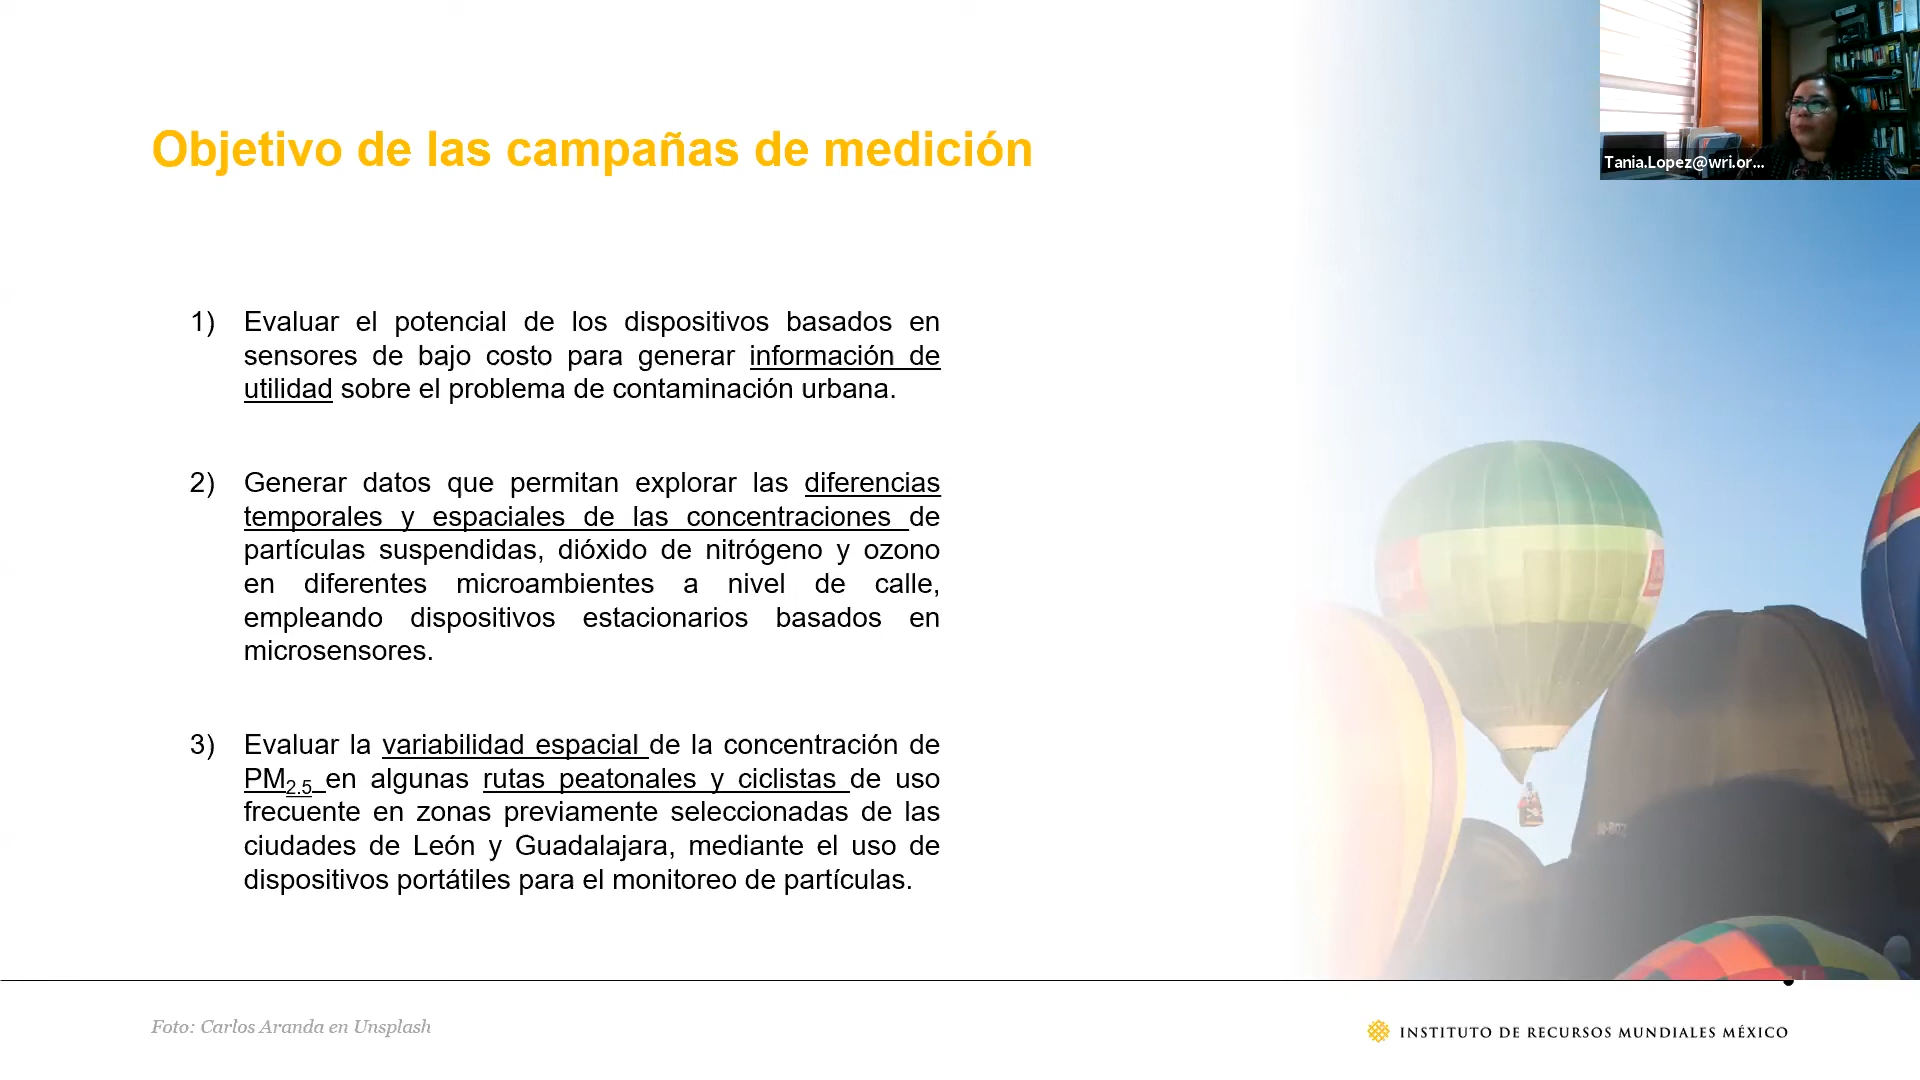 Objetivo de las campañas de medición
Tania.Lopez@wri.or...
1) Evaluar el potencial de los dispositivos basados en
sensores de bajo costo para generar información de
utilidad sobre el problema de contaminación urbana.
2) Generar datos que permitan explorar las diferencias
temporales y espaciales de las concentraciones de
partículas suspendidas, dióxido de nitrógeno y ozono
en diferentes microambientes a nivel de calle,
empleando dispositivos estacionarios basados en
microsensores.
3) Evaluar la variabilidad espacial de la concentración de
PM2.5 en algunas rutas peatonales y ciclistas de uso
frecuente en zonas previamente seleccionadas de las
ciudades de León y Guadalajara, mediante el uso de
dispositivos portátiles para el monitoreo de partículas.
Foto: Carlos Aranda en Unsplash
INSTITUTO DE RECURSOS MUNDIALES MÉXICO